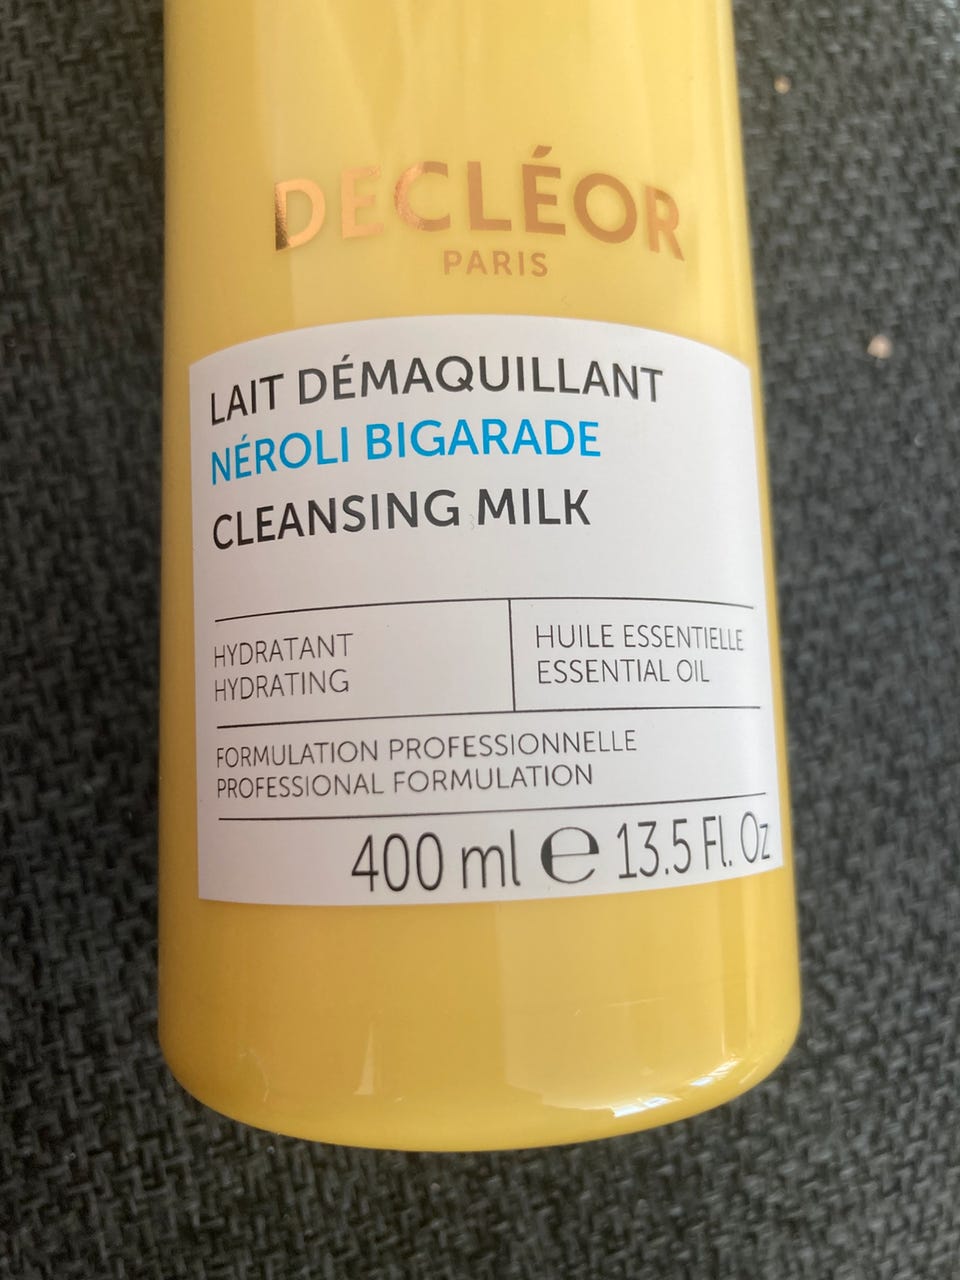 DECLÉOR
PARIS
LAIT DÉMAQUILLANT
NÉROLI BIGARADE
CLEANSING MILK
HYDRATANT
HYDRATING
HUILE ESSENTIELLE
ESSENTIAL OIL
FORMULATION PROFESSIONNELLE
PROFESSIONAL FORMULATION
400 ml ℮ 13.5 Fl. Oz